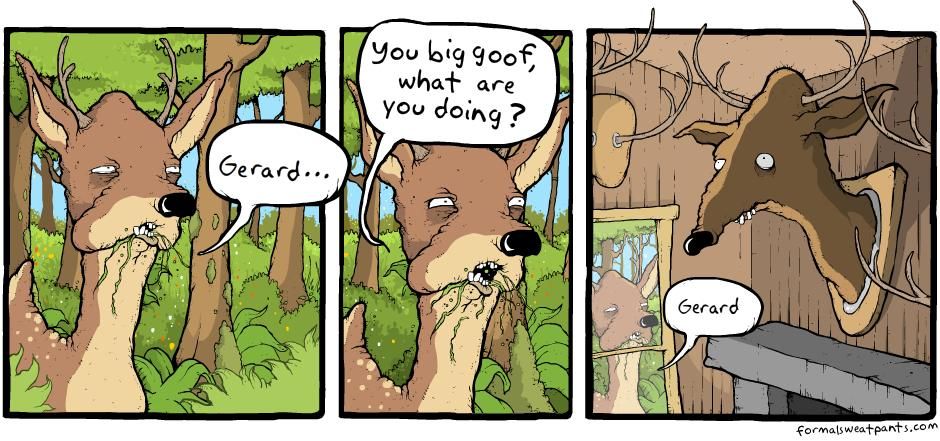 Gerard...
You big goof,
what are
you doing?
Gerard
formalsweatpants.com